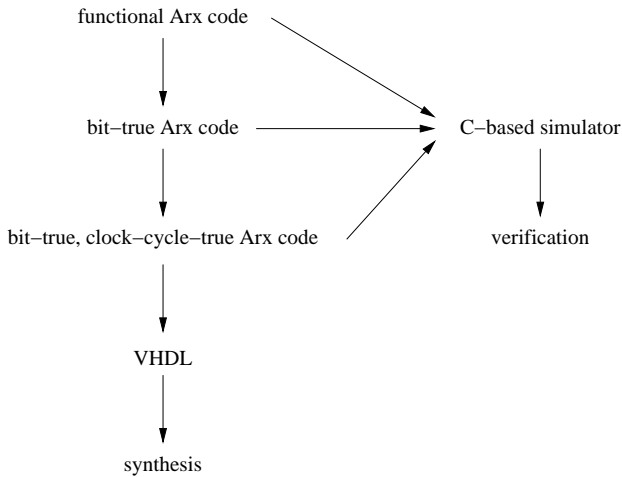 functional Arx code
bit−true Arx code
C−based simulator
bit−true, clock−cycle−true Arx code
verification
VHDL
synthesis